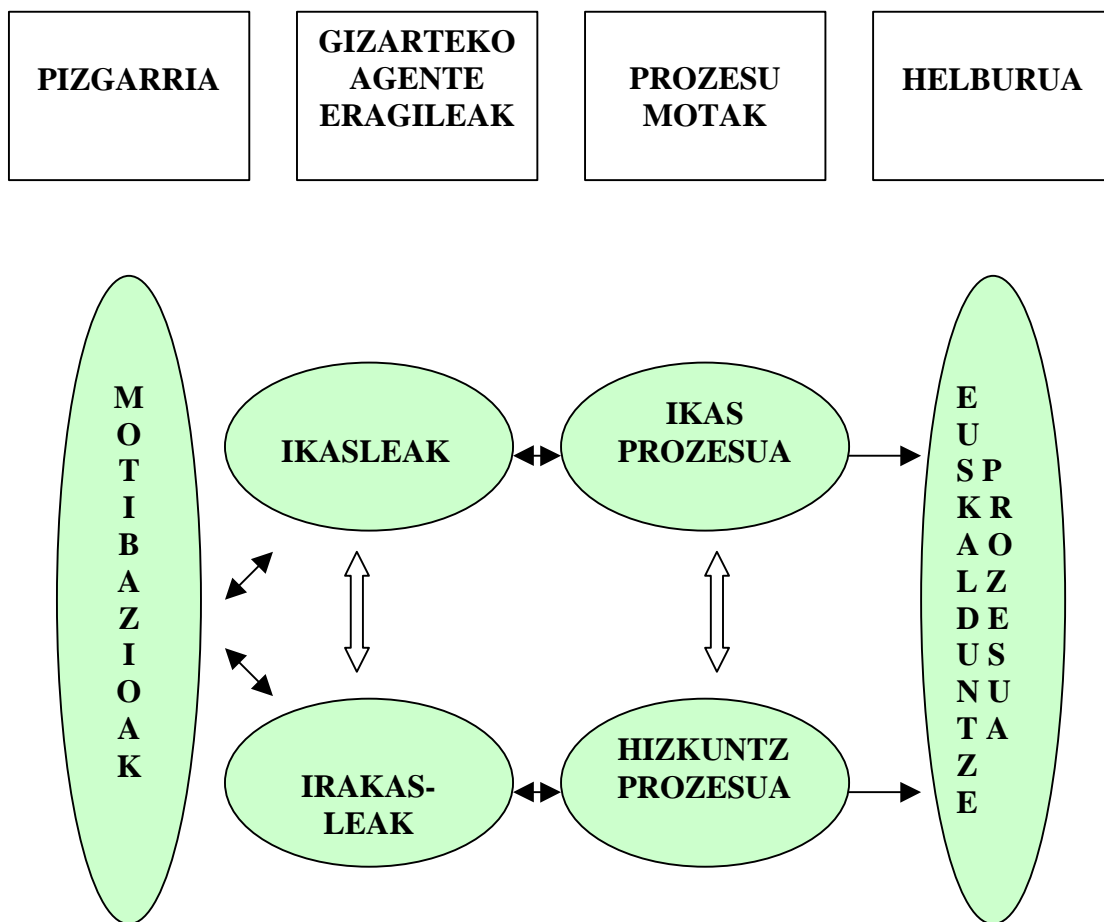 PIZGARRIA
GIZARTEKO
AGENTE
ERAGILEAK
PROZESU
MOTAK
HELBURUA
MOTIBAZIOAK
IKASLEAK
IKAS
PROZESUA
IRAKAS-
LEAK
HIZKUNTZ
PROZESUA
EUSKALDUNTZE
PROZESUA